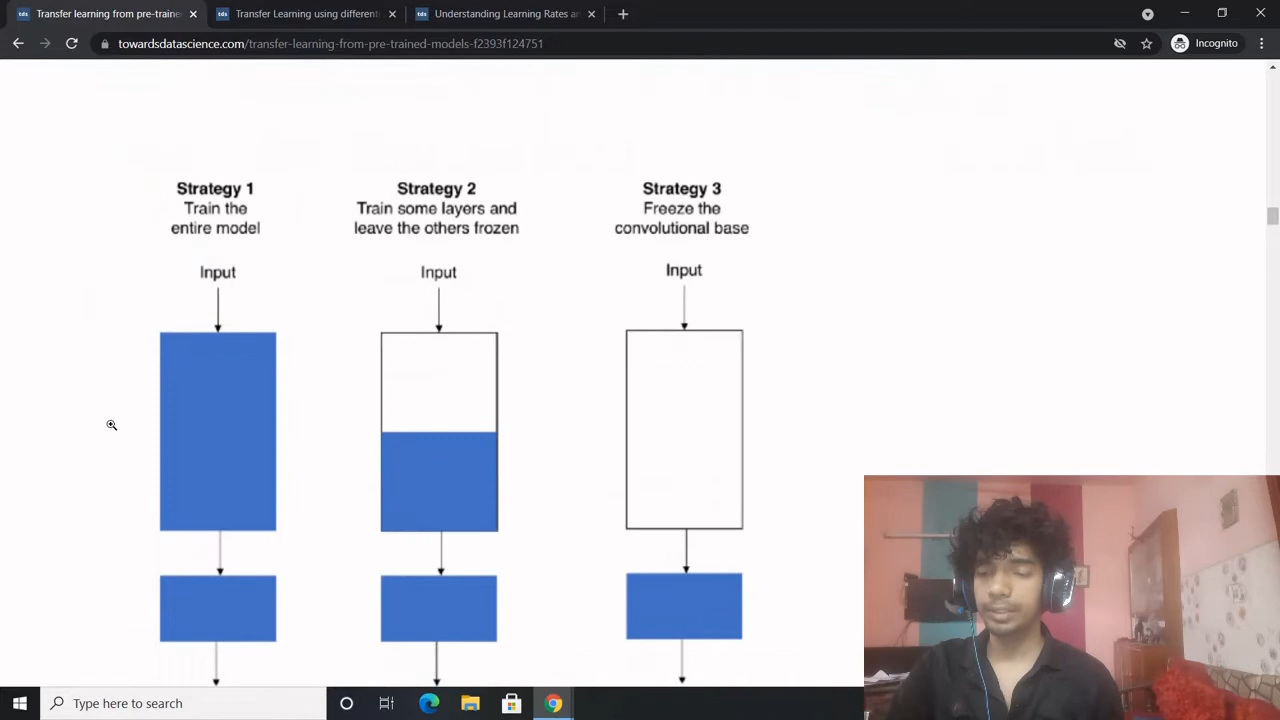 Transfer learning from pre-traine
Transfer Learning using different
Understanding Learning Rates an
towardsdatascience.com/transfer-learning-from-pre-trained-models-f2393f124751
Incognito
Strategy 1
Train the
entire model
Input
Strategy 2
Train some layers and
leave the others frozen
Input
Strategy 3
Freeze the
convolutional base
Input
Type here to search